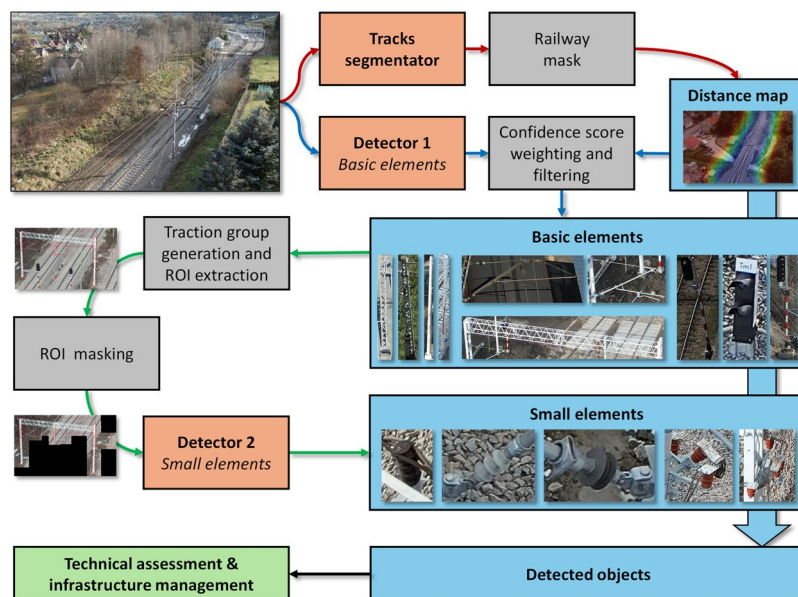 Tracks
segmentator
Railway
mask
Distance map
Detector 1
Basic elements
Confidence score
weighting and
filtering
Traction group
generation and
ROI extraction
Basic elements
Tm1
ROI masking
Small elements
Detector 2
Small elements
Technical assessment &
infrastructure management
Detected objects